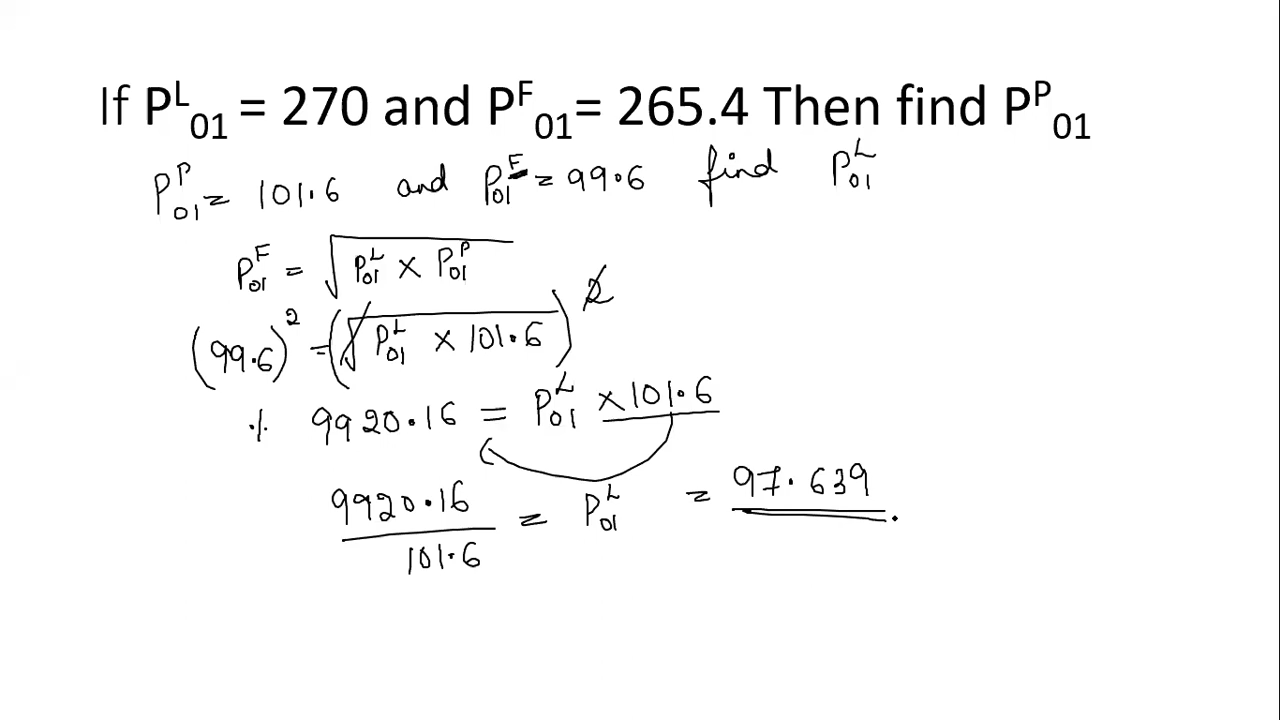 If P^L_01 = 270 and P^F_01 = 265.4 Then find P^P_01
P^P_01 = 101.6 and P^F_01 = 99.6 find P^L_01
P^F_01 = √(P^L_01 × P^P_01)
(99.6)^2 = (√(P^L_01 × 101.6))^2
9920.16 = P^L_01 × 101.6
9920.16 / 101.6 = P^L_01 = 97.639.